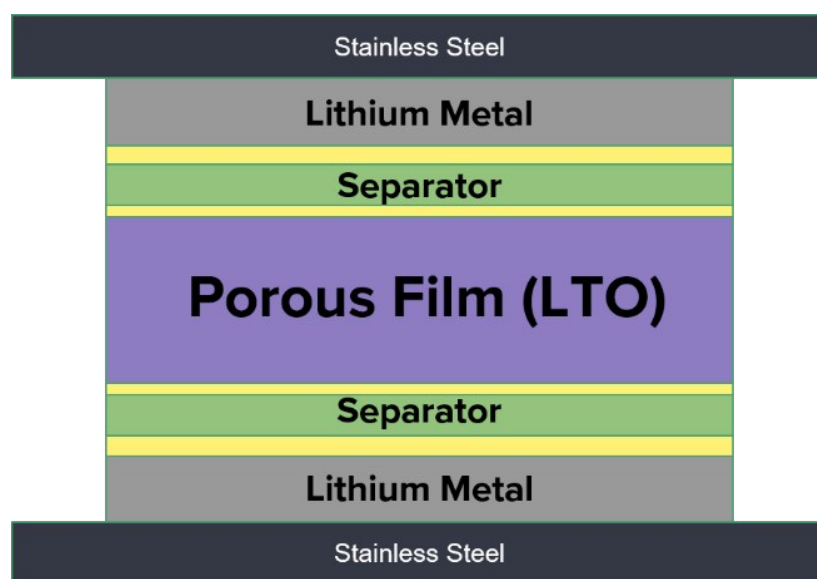 Stainless Steel
Lithium Metal
Separator
Porous Film (LTO)
Separator
Lithium Metal
Stainless Steel